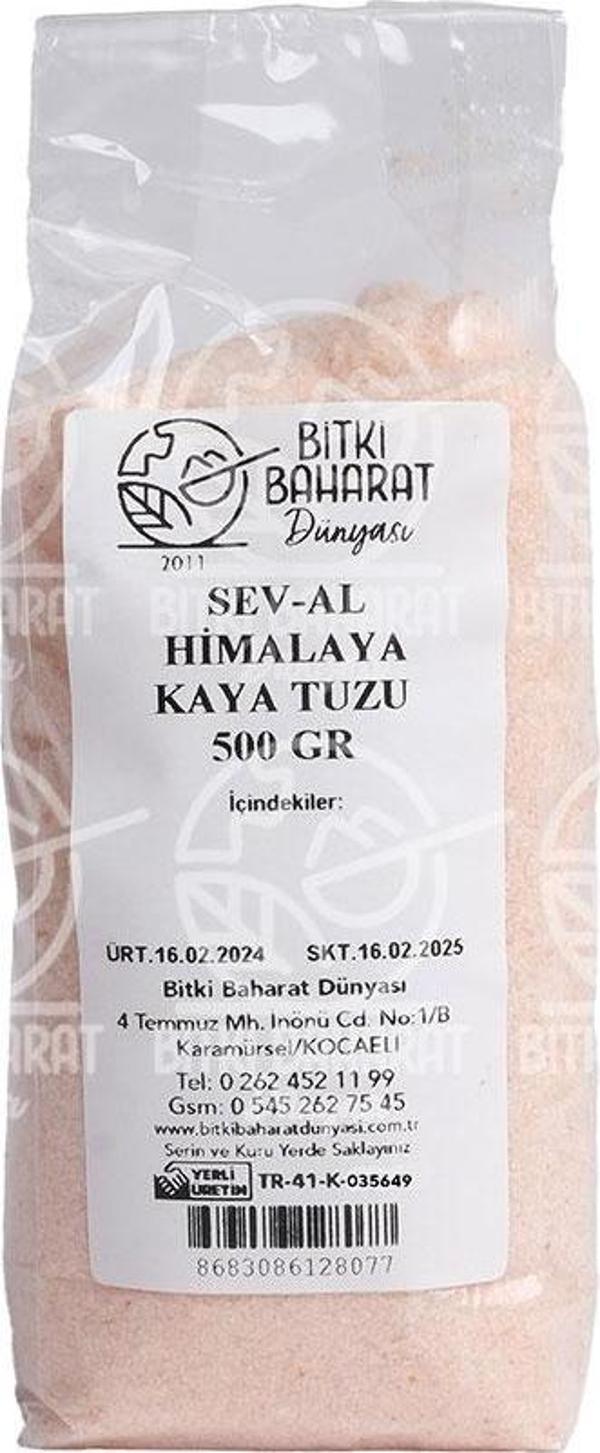 BİTKİ
BAHARAT
Dünyası
2011
SEV-AL
HİMALAYA
KAYA TUZU
500 GR
İçindekiler:
ÜRT.16.02.2024 SKT.16.02.2025
Bitki Baharat Dünyası
4 Temmuz Mh. Inönü Cd. No:1/B
Karamürsel/KOCAELI
Tel: 0 262 452 11 99
Gsm: 0 545 262 75 45
www.bitkibaharatdunyasi.com.tr
Serin ve Kuru Yerde Saklayınız
YERLİ
ÜRETİM
TR-41-K-035649
8683086128077